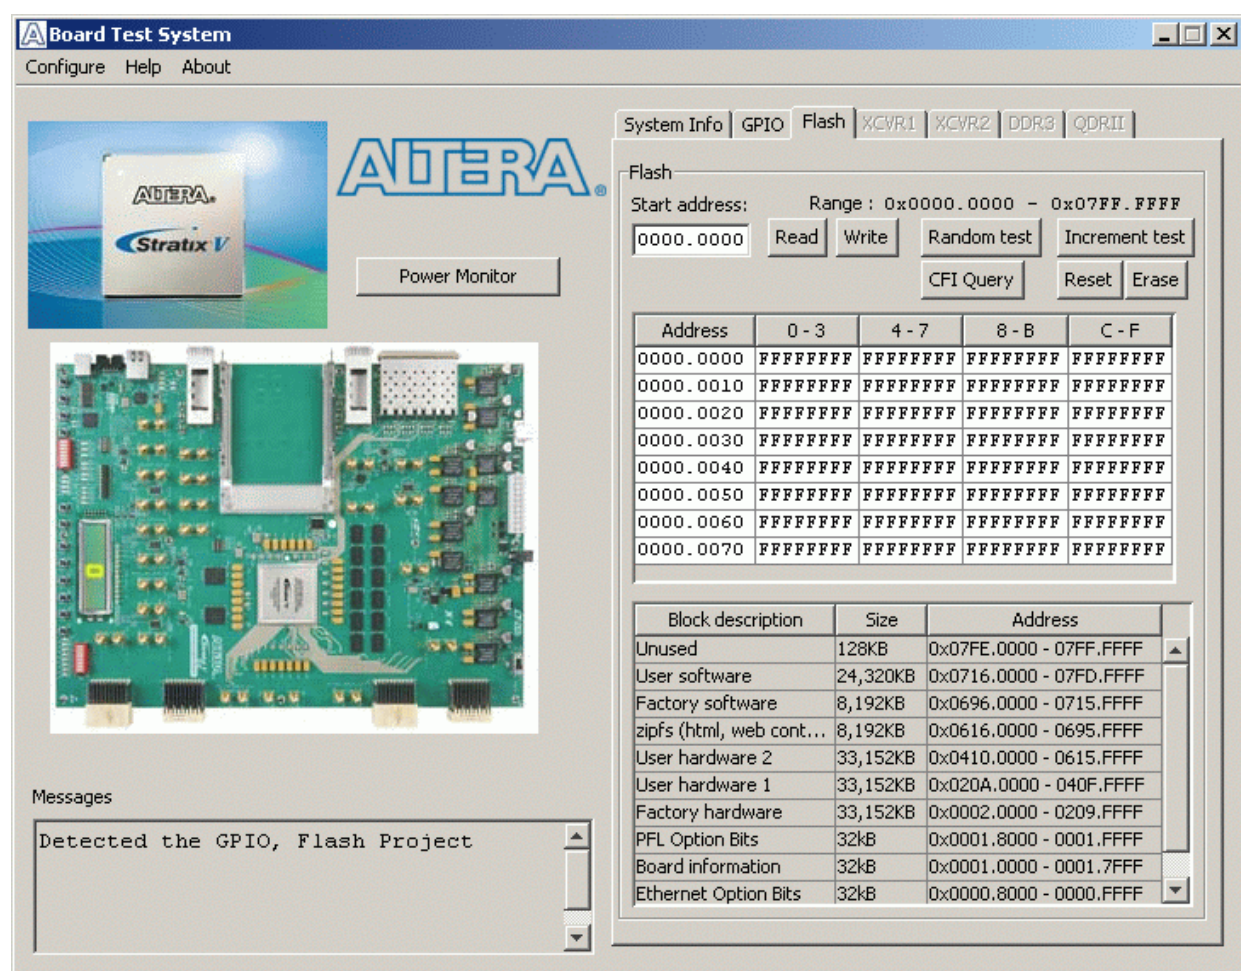 Board Test System
Configure Help About
ALTERA®
Stratix V
ALTERA®
Power Monitor
Messages
Detected the GPIO, Flash Project
System Info GPIO Flash XCVR1 XCVR2 DDR3 QDRII
Flash
Start address: Range : 0x0000.0000 - 0x07FF.FFFF
0000.0000 Read Write Random test Increment test
CFI Query Reset Erase
Address 0 - 3 4 - 7 8 - B C - F
0000.0000 FFFFFFFF FFFFFFFF FFFFFFFF FFFFFFFF
0000.0010 FFFFFFFF FFFFFFFF FFFFFFFF FFFFFFFF
0000.0020 FFFFFFFF FFFFFFFF FFFFFFFF FFFFFFFF
0000.0030 FFFFFFFF FFFFFFFF FFFFFFFF FFFFFFFF
0000.0040 FFFFFFFF FFFFFFFF FFFFFFFF FFFFFFFF
0000.0050 FFFFFFFF FFFFFFFF FFFFFFFF FFFFFFFF
0000.0060 FFFFFFFF FFFFFFFF FFFFFFFF FFFFFFFF
0000.0070 FFFFFFFF FFFFFFFF FFFFFFFF FFFFFFFF
Block description Size Address
Unused 128KB 0x07FE.0000 - 07FF.FFFF
User software 24,320KB 0x0716.0000 - 07FD.FFFF
Factory software 8,192KB 0x0696.0000 - 0715.FFFF
zipfs (html, web cont... 8,192KB 0x0616.0000 - 0695.FFFF
User hardware 2 33,152KB 0x0410.0000 - 0615.FFFF
User hardware 1 33,152KB 0x020A.0000 - 040F.FFFF
Factory hardware 33,152KB 0x0002.0000 - 0209.FFFF
PFL Option Bits 32kB 0x0001.8000 - 0001.FFFF
Board information 32kB 0x0001.0000 - 0001.7FFF
Ethernet Option Bits 32kB 0x0000.8000 - 0000.FFFF